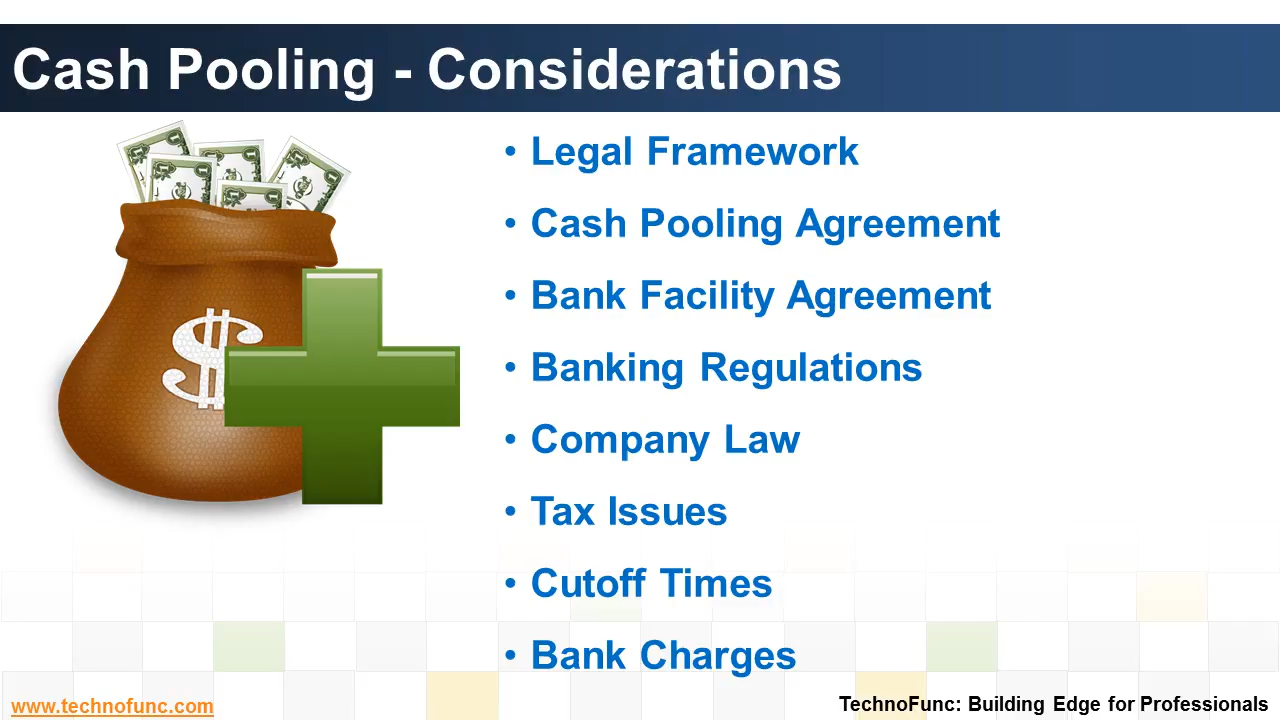 Cash Pooling - Considerations
• Legal Framework
• Cash Pooling Agreement
• Bank Facility Agreement
• Banking Regulations
• Company Law
• Tax Issues
• Cutoff Times
• Bank Charges
$
www.technofunc.com
TechnoFunc: Building Edge for Professionals